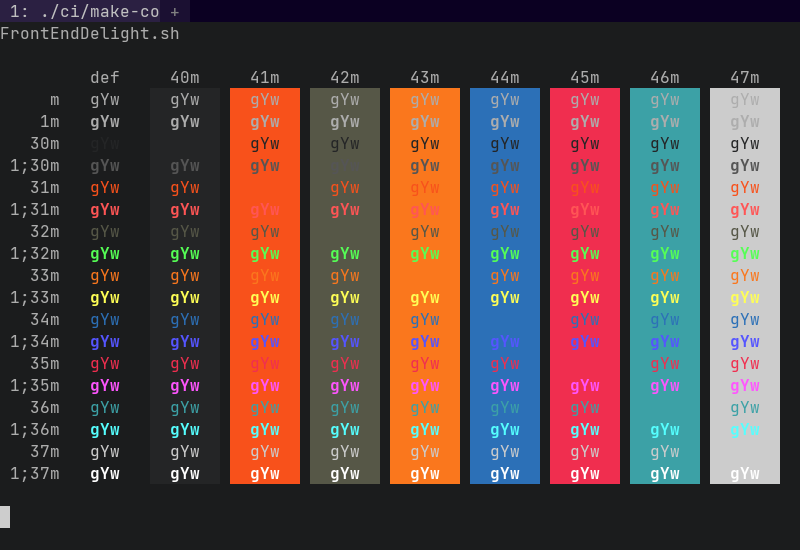 1: ./ci/make-co +
FrontEndDelight.sh
def 40m 41m 42m 43m 44m 45m 46m 47m
m gYw gYw gYw gYw gYw gYw gYw gYw gYw
1m gYw gYw gYw gYw gYw gYw gYw gYw gYw
30m gYw gYw gYw gYw gYw gYw gYw gYw
1;30m gYw gYw gYw gYw gYw gYw gYw gYw
31m gYw gYw gYw gYw gYw gYw gYw gYw
1;31m gYw gYw gYw gYw gYw gYw gYw gYw gYw
32m gYw gYw gYw gYw gYw gYw gYw gYw
1;32m gYw gYw gYw gYw gYw gYw gYw gYw gYw
33m gYw gYw gYw gYw gYw gYw gYw gYw
1;33m gYw gYw gYw gYw gYw gYw gYw gYw gYw
34m gYw gYw gYw gYw gYw gYw gYw gYw
1;34m gYw gYw gYw gYw gYw gYw gYw gYw gYw
35m gYw gYw gYw gYw gYw gYw gYw gYw
1;35m gYw gYw gYw gYw gYw gYw gYw gYw gYw
36m gYw gYw gYw gYw gYw gYw gYw gYw
1;36m gYw gYw gYw gYw gYw gYw gYw gYw gYw
37m gYw gYw gYw gYw gYw gYw gYw gYw
1;37m gYw gYw gYw gYw gYw gYw gYw gYw gYw